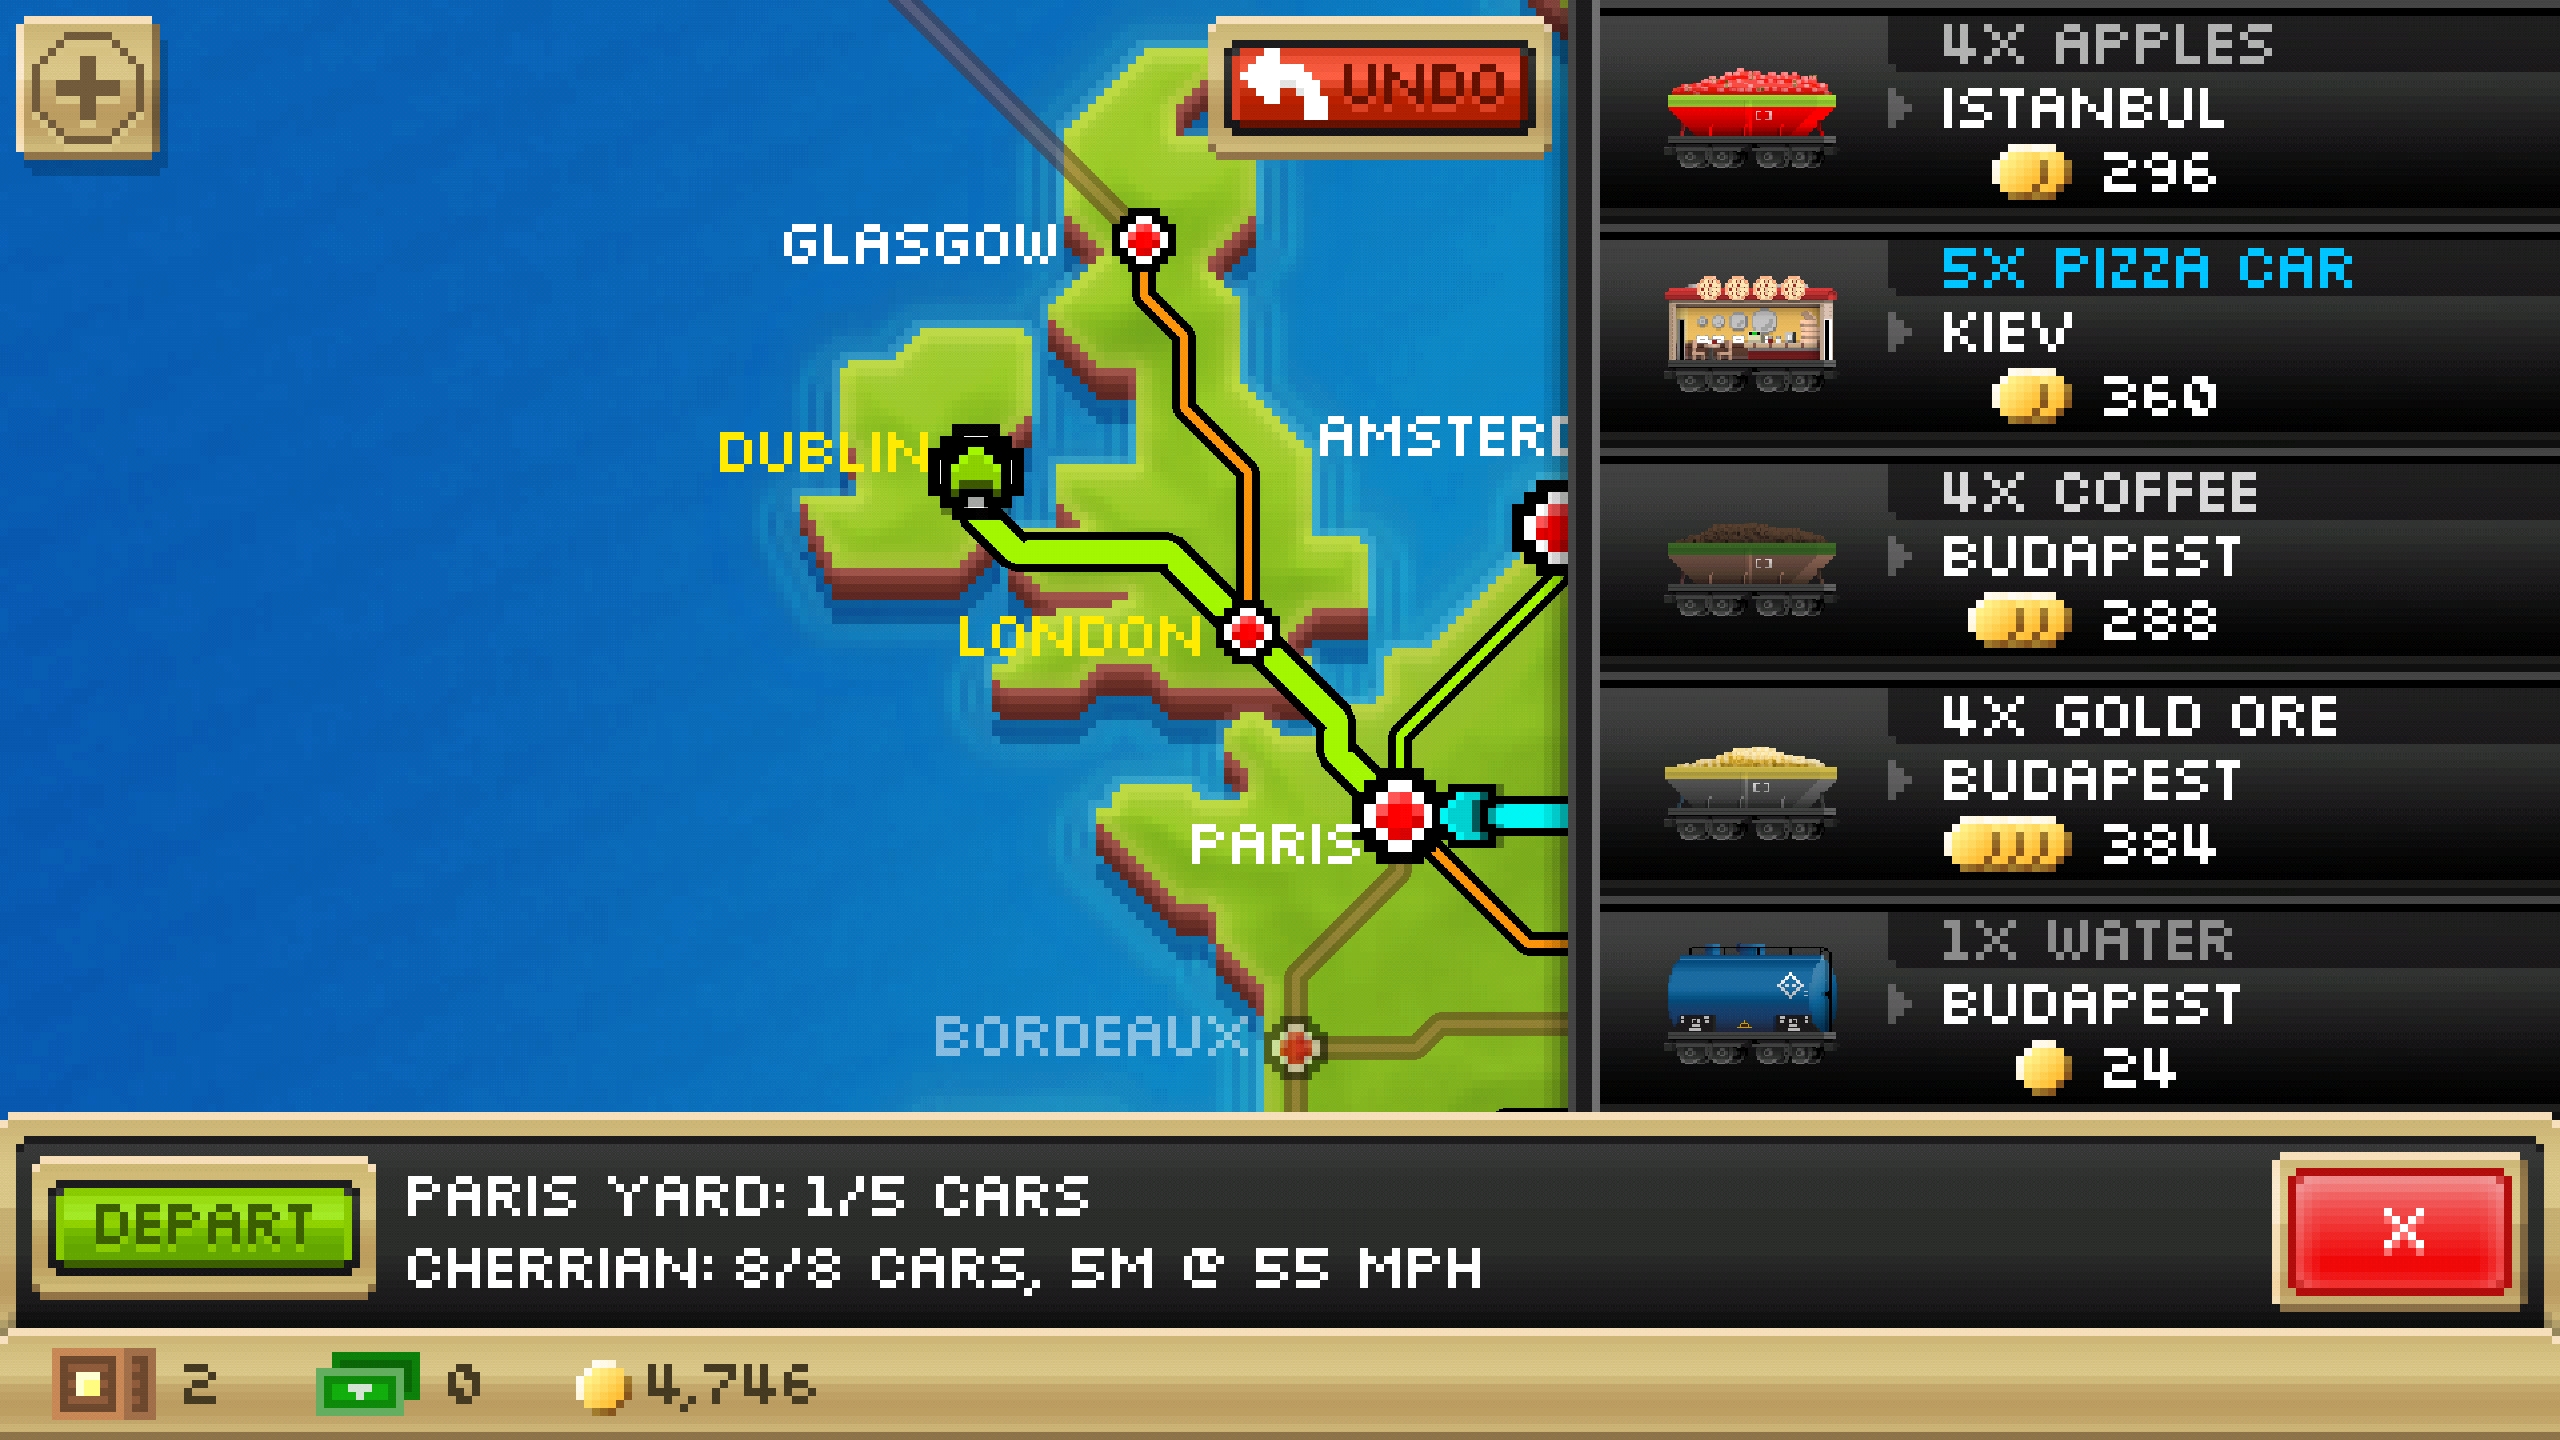 UNDO
GLASGOW
DUBLIN
AMSTERD
LONDON
PARIS
BORDEAUX
4X APPLES
ISTANBUL
296
5X PIZZA CAR
KIEV
360
4X COFFEE
BUDAPEST
288
4X GOLD ORE
BUDAPEST
384
1X WATER
BUDAPEST
24
DEPART
PARIS YARD: 1/5 CARS
CHERRIAN: 8/8 CARS, 5M @ 55 MPH
X
2
0
4,746